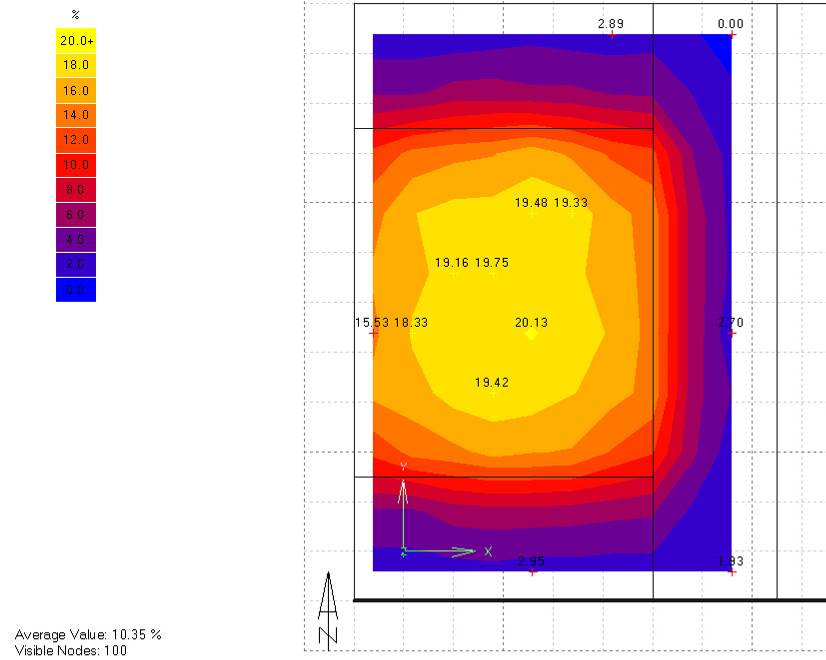 %
20.0+
18.0
16.0
14.0
12.0
10.0
8.0
6.0
4.0
2.0
0.0
2.89 0.00
19.48 19.33
19.16 19.75
15.53 18.33 20.13 2.70
19.42
Y
X
2.95 1.93
N
Average Value: 10.35 %
Visible Nodes: 100